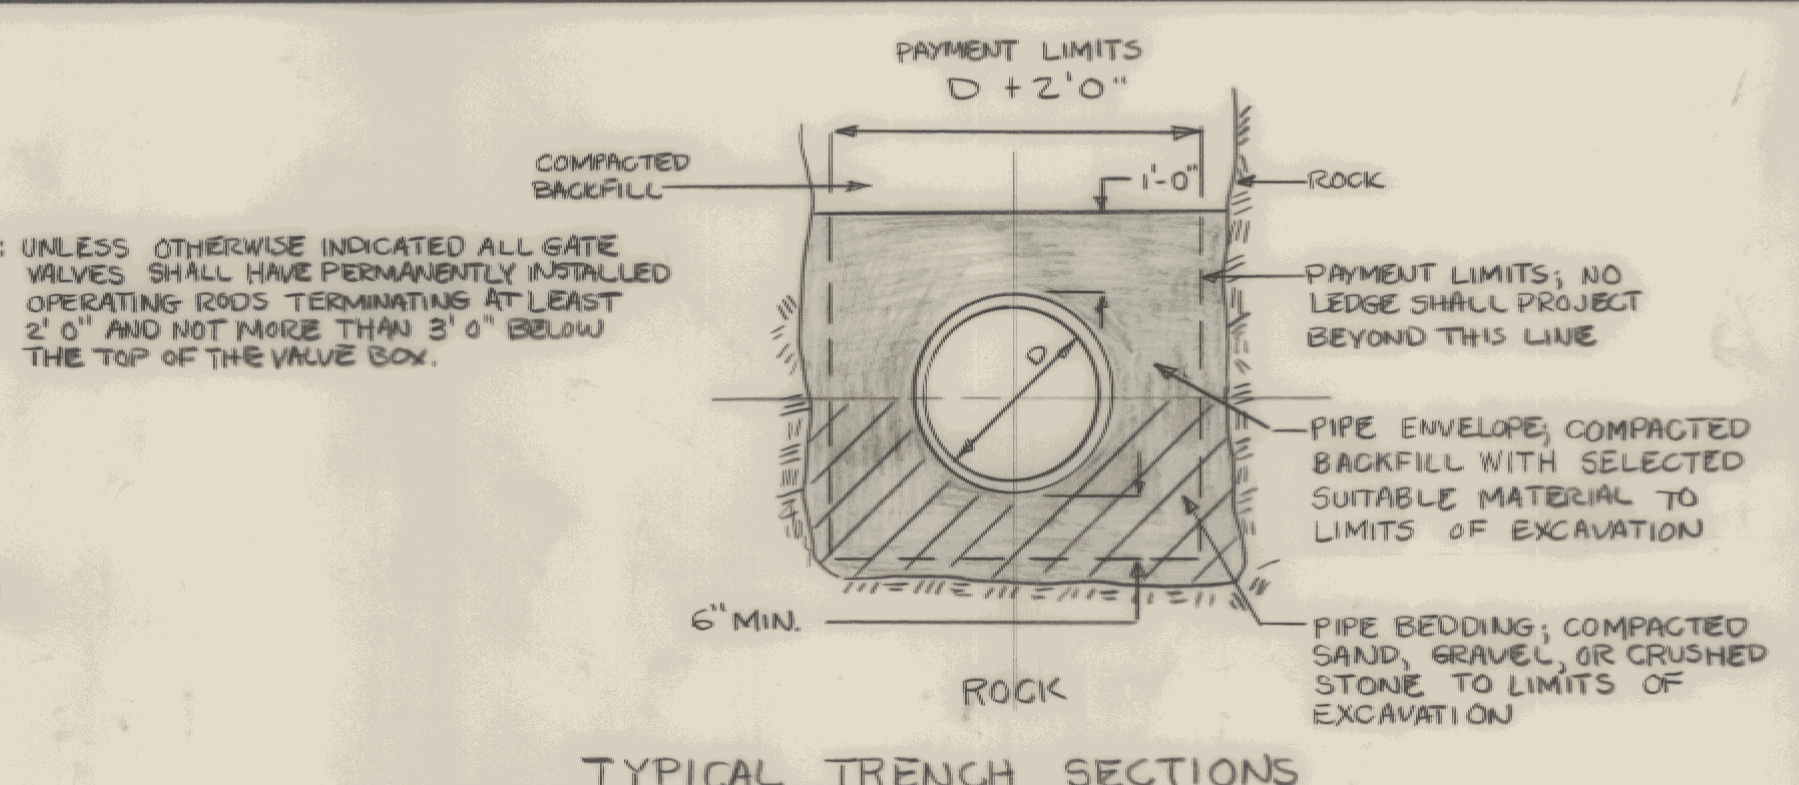 PAYMENT LIMITS
D + 2'0"
COMPACTED
BACKFILL
1'-0"
ROCK
: UNLESS OTHERWISE INDICATED ALL GATE
VALVES SHALL HAVE PERMANENTLY INSTALLED
OPERATING RODS TERMINATING AT LEAST
2' 0" AND NOT MORE THAN 3' 0" BELOW
THE TOP OF THE VALVE BOX.
PAYMENT LIMITS; NO
LEDGE SHALL PROJECT
BEYOND THIS LINE
D
PIPE ENVELOPE; COMPACTED
BACKFILL WITH SELECTED
SUITABLE MATERIAL TO
LIMITS OF EXCAVATION
6" MIN.
PIPE BEDDING; COMPACTED
SAND, GRAVEL, OR CRUSHED
STONE TO LIMITS OF
EXCAVATION
ROCK
TYPICAL TRENCH SECTIONS